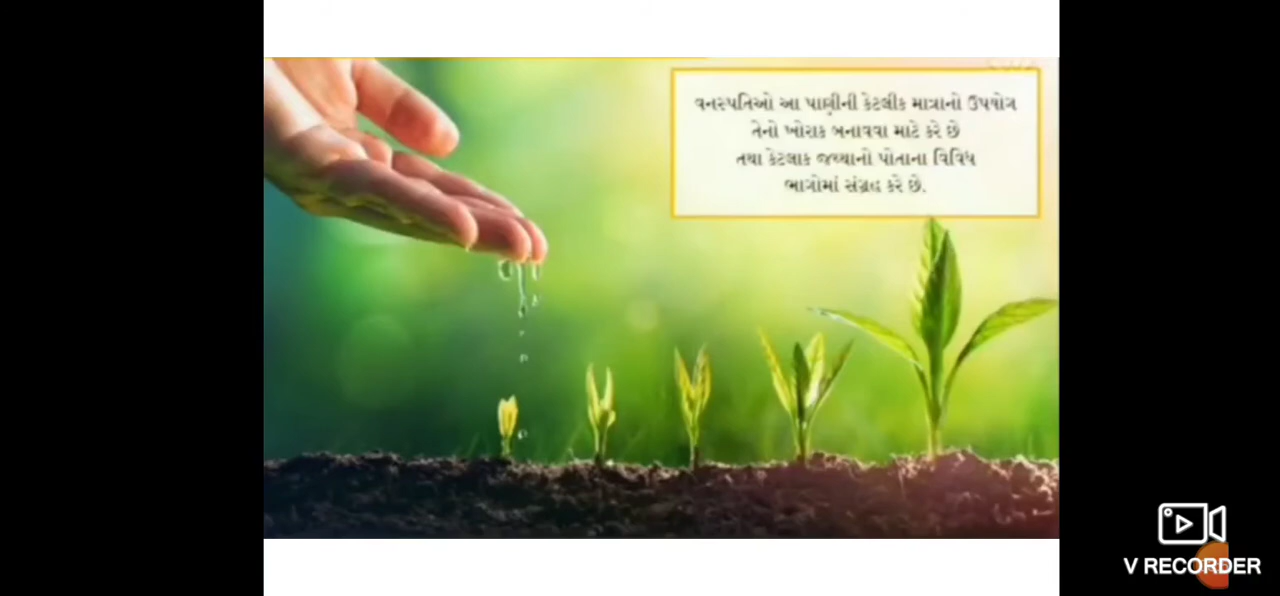 વનસ્પતિઓ આ પાણીની કેટલીક માત્રાનો ઉપયોગ
તેનો ખોરાક બનાવવા માટે કરે છે
તથા કેટલાક જથ્થાનો પોતાના વિવિધ
ભાગોમાં સંગ્રહ કરે છે.
V RECORDER